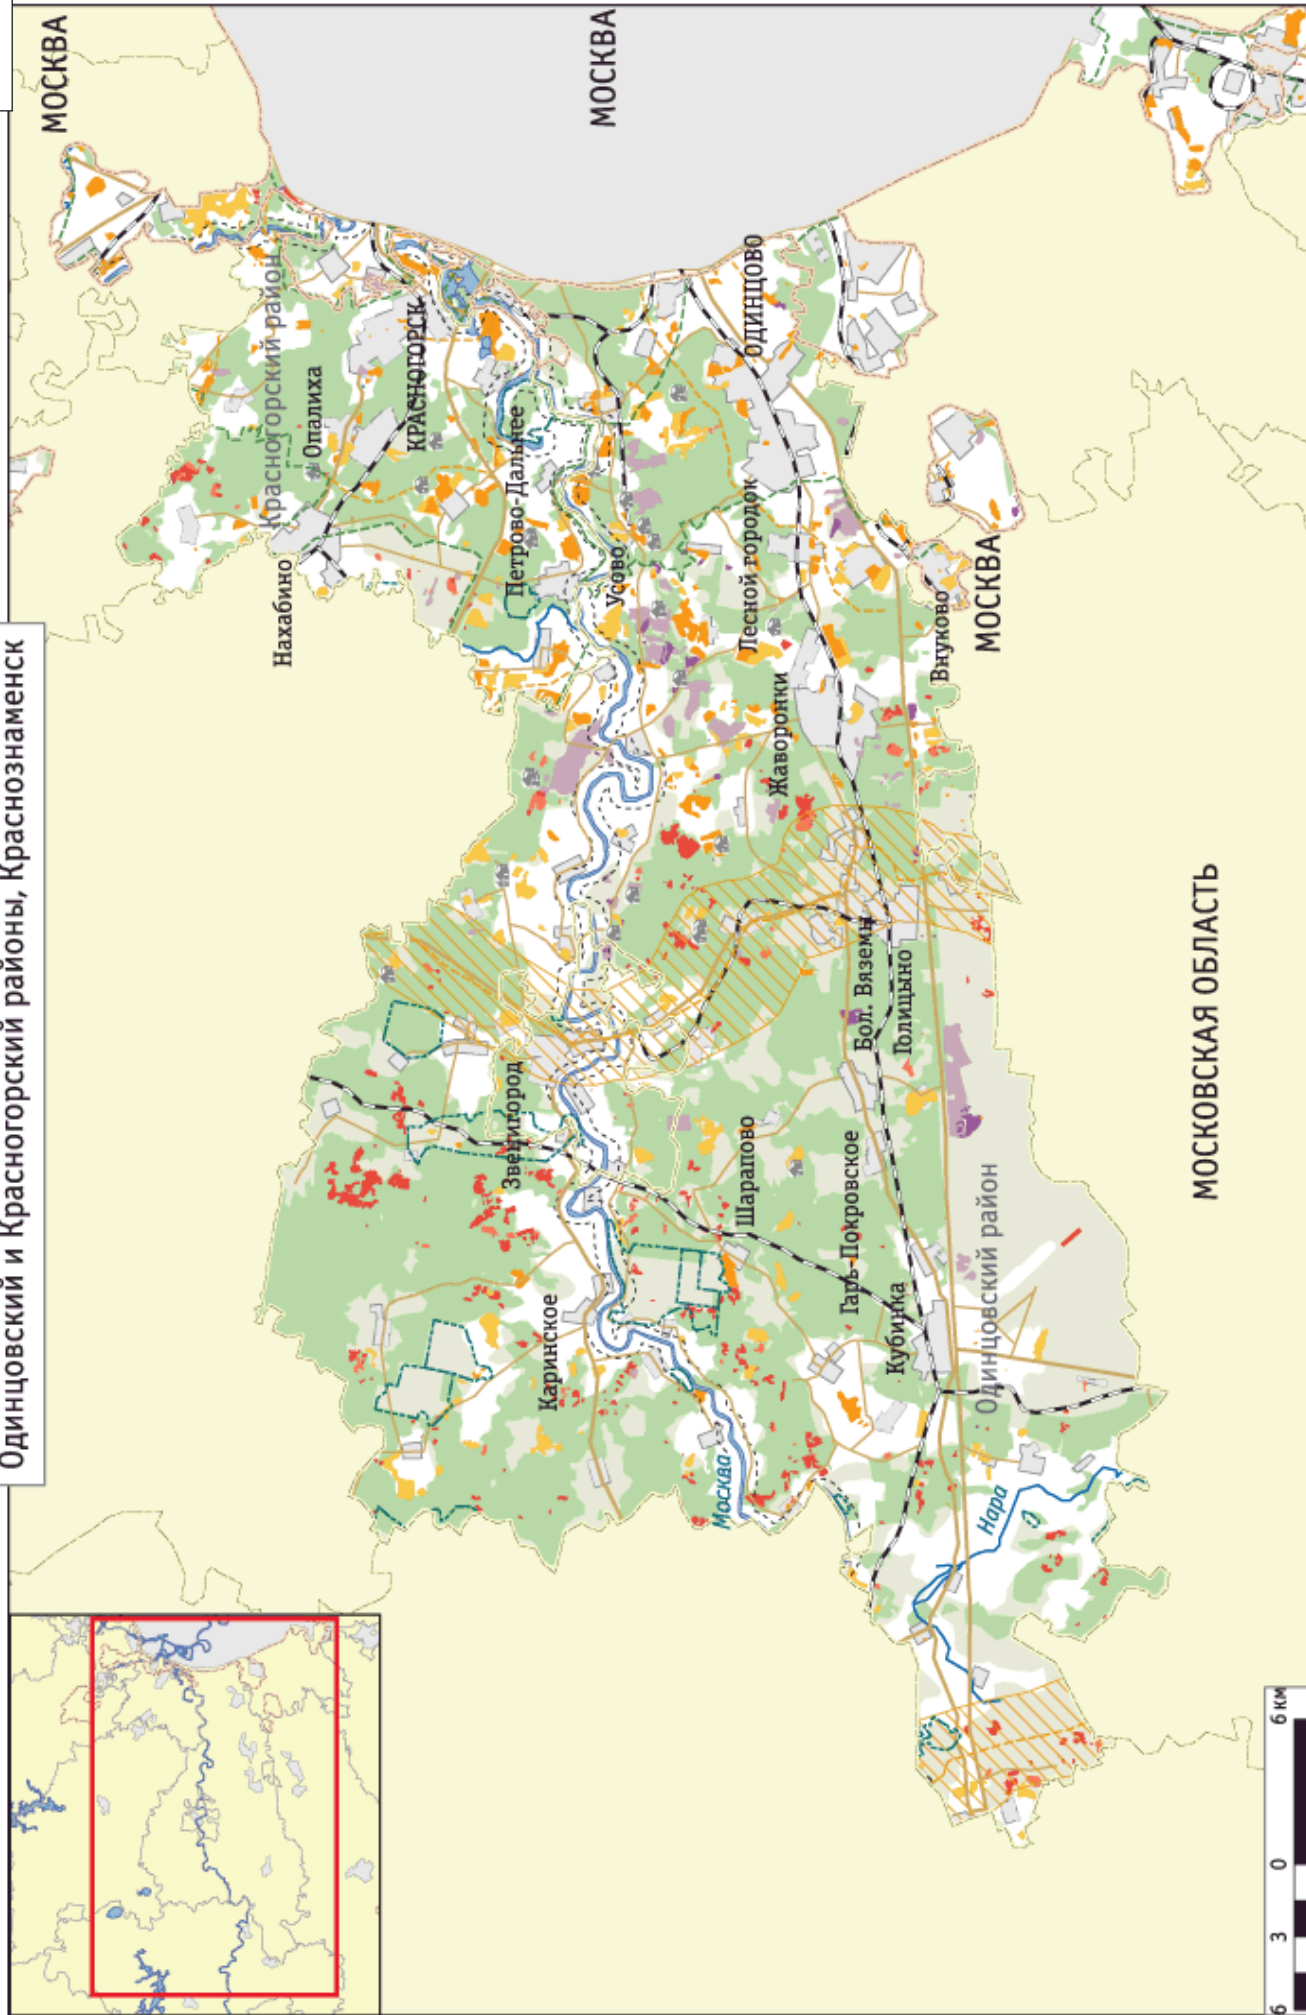 Одинцовский и Красногорский районы, Краснознаменск
МОСКВА
МОСКВА
Красногорский район
Опалиха
КРАСНОГОРСК
Нахабино
Петрово-Дальнее
Усово
ОДИНЦОВО
Лесной городок
Внуково
МОСКВА
Жаворонки
Бол. Вяземы
Голицыно
Звенигород
Шарапово
Гарь-Покровское
Каринское
Кубинка
Одинцовский район
Москва
Нара
МОСКОВСКАЯ ОБЛАСТЬ
6 3 0 6 км